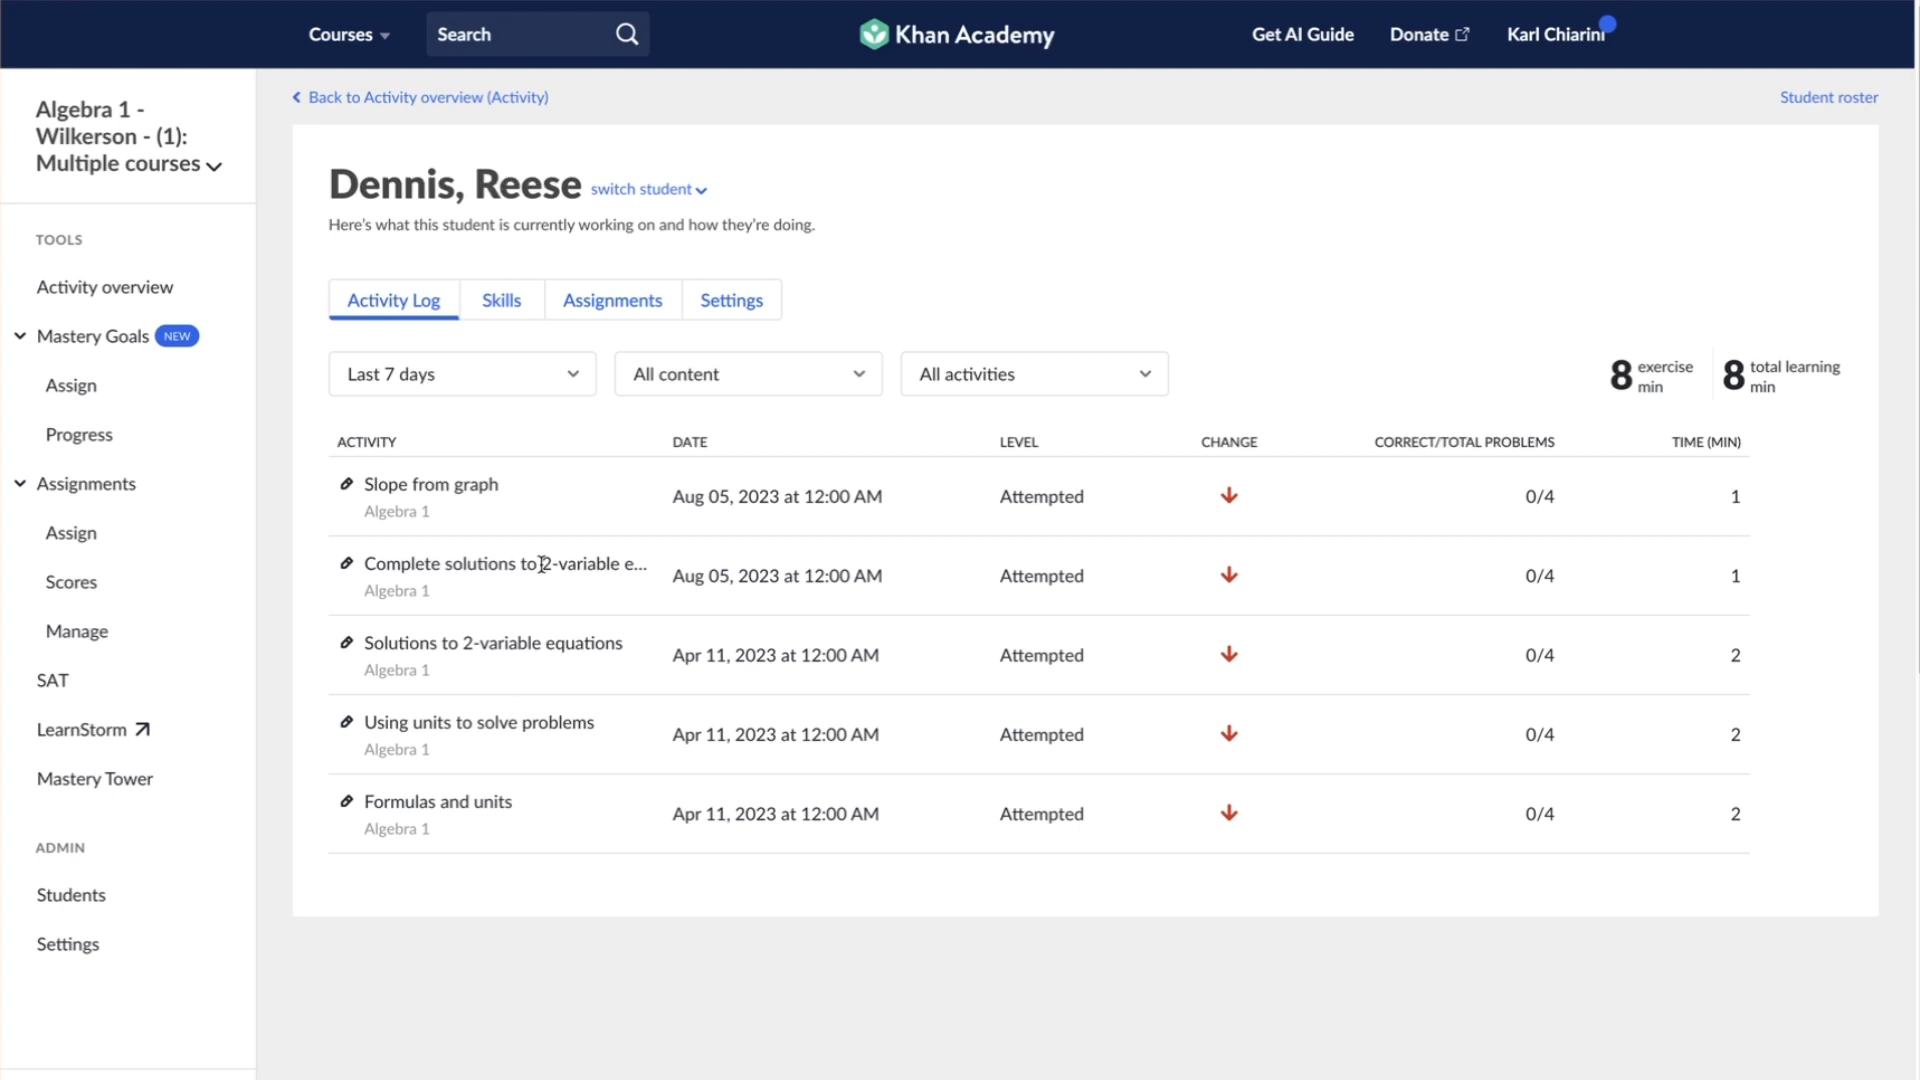 Courses
Search
Khan Academy
Get AI Guide
Donate
Karl Chiarini
Algebra 1 -
Wilkerson - (1):
Multiple courses
TOOLS
Activity overview
Mastery Goals NEW
Assign
Progress
Assignments
Assign
Scores
Manage
SAT
LearnStorm
Mastery Tower
ADMIN
Students
Settings
Back to Activity overview (Activity)
Student roster
Dennis, Reese switch student
Here's what this student is currently working on and how they're doing.
Activity Log Skills Assignments Settings
Last 7 days All content All activities
8 exercise min
8 total learning min
ACTIVITY DATE LEVEL CHANGE CORRECT/TOTAL PROBLEMS TIME (MIN)
Slope from graph
Algebra 1
Aug 05, 2023 at 12:00 AM Attempted 0/4 1
Complete solutions to 2-variable e...
Algebra 1
Aug 05, 2023 at 12:00 AM Attempted 0/4 1
Solutions to 2-variable equations
Algebra 1
Apr 11, 2023 at 12:00 AM Attempted 0/4 2
Using units to solve problems
Algebra 1
Apr 11, 2023 at 12:00 AM Attempted 0/4 2
Formulas and units
Algebra 1
Apr 11, 2023 at 12:00 AM Attempted 0/4 2